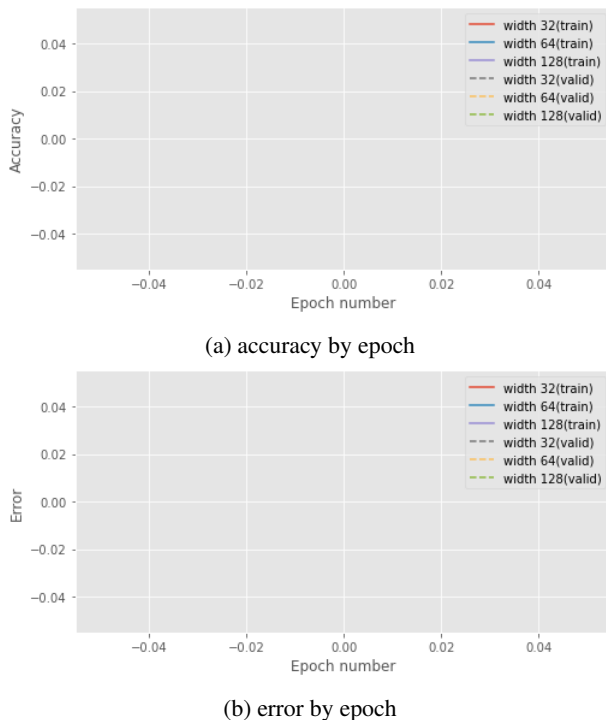 width 32(train)
width 64(train)
width 128(train)
width 32(valid)
width 64(valid)
width 128(valid)
0.04
0.02
0.00
−0.02
−0.04
Accuracy
−0.04 −0.02 0.00 0.02 0.04
Epoch number
(a) accuracy by epoch
width 32(train)
width 64(train)
width 128(train)
width 32(valid)
width 64(valid)
width 128(valid)
0.04
0.02
0.00
−0.02
−0.04
Error
−0.04 −0.02 0.00 0.02 0.04
Epoch number
(b) error by epoch